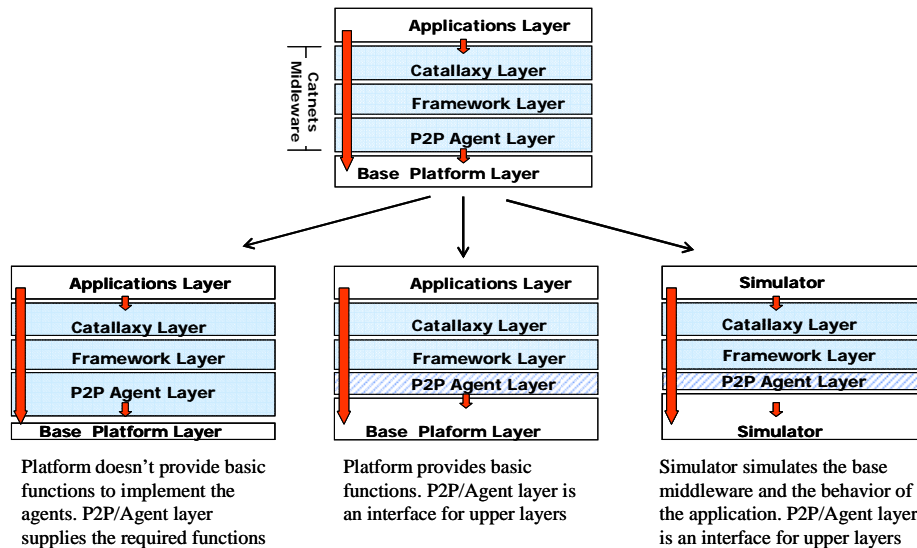 Applications Layer
Catnets
Midleware
Catallaxy Layer
Framework Layer
P2P Agent Layer
Base Platform Layer
Applications Layer
Catallaxy Layer
Framework Layer
P2P Agent Layer
Base Platform Layer
Platform doesn't provide basic
functions to implement the
agents. P2P/Agent layer
supplies the required functions
Applications Layer
Catallaxy Layer
Framework Layer
P2P Agent Layer
Base Plaform Layer
Platform provides basic
functions. P2P/Agent layer is
an interface for upper layers
Simulator
Catallaxy Layer
Framework Layer
P2P Agent Layer
Simulator
Simulator simulates the base
middleware and the behavior of
the application. P2P/Agent layer
is an interface for upper layers